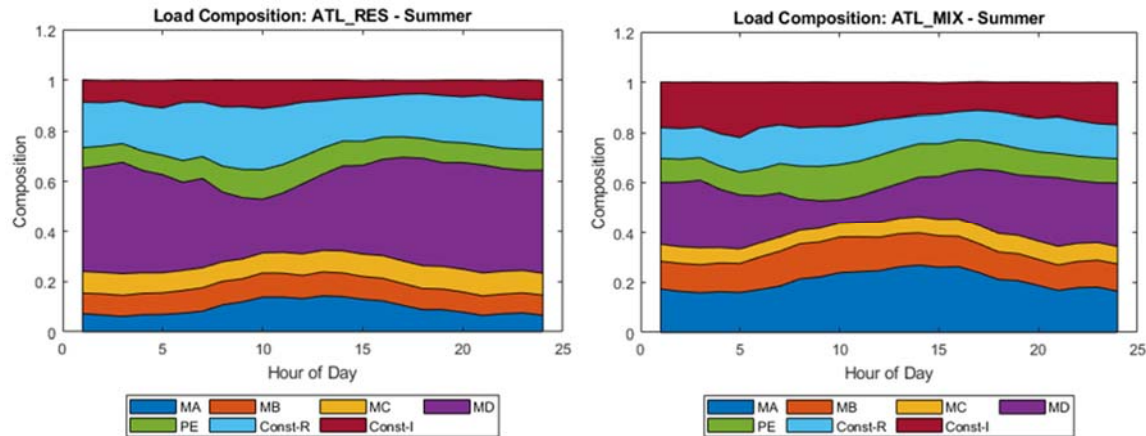 Load Composition: ATL_RES - Summer
1.2
1
0.8
0.6
0.4
0.2
0
Composition
0 5 10 15 20 25
Hour of Day
MA MB MC MD
PE Const-R Const-I
Load Composition: ATL_MIX - Summer
1.2
1
0.8
0.6
0.4
0.2
0
Composition
0 5 10 15 20 25
Hour of Day
MA MB MC MD
PE Const-R Const-I